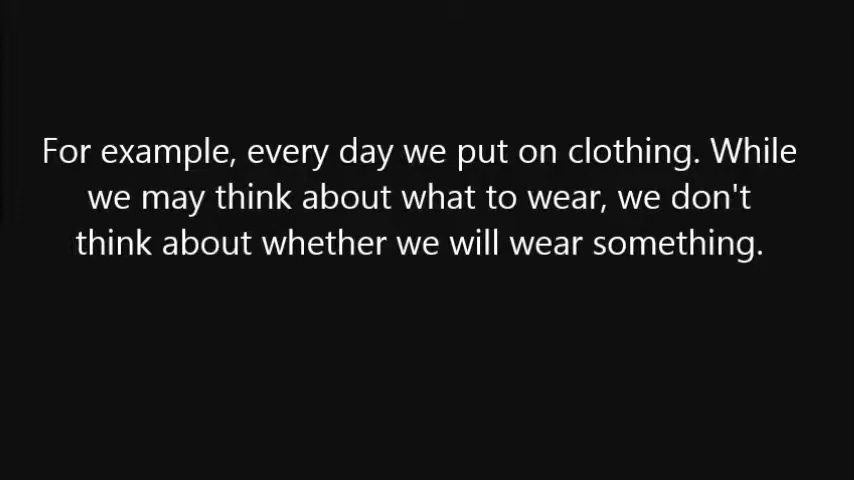 For example, every day we put on clothing. While
we may think about what to wear, we don't
think about whether we will wear something.